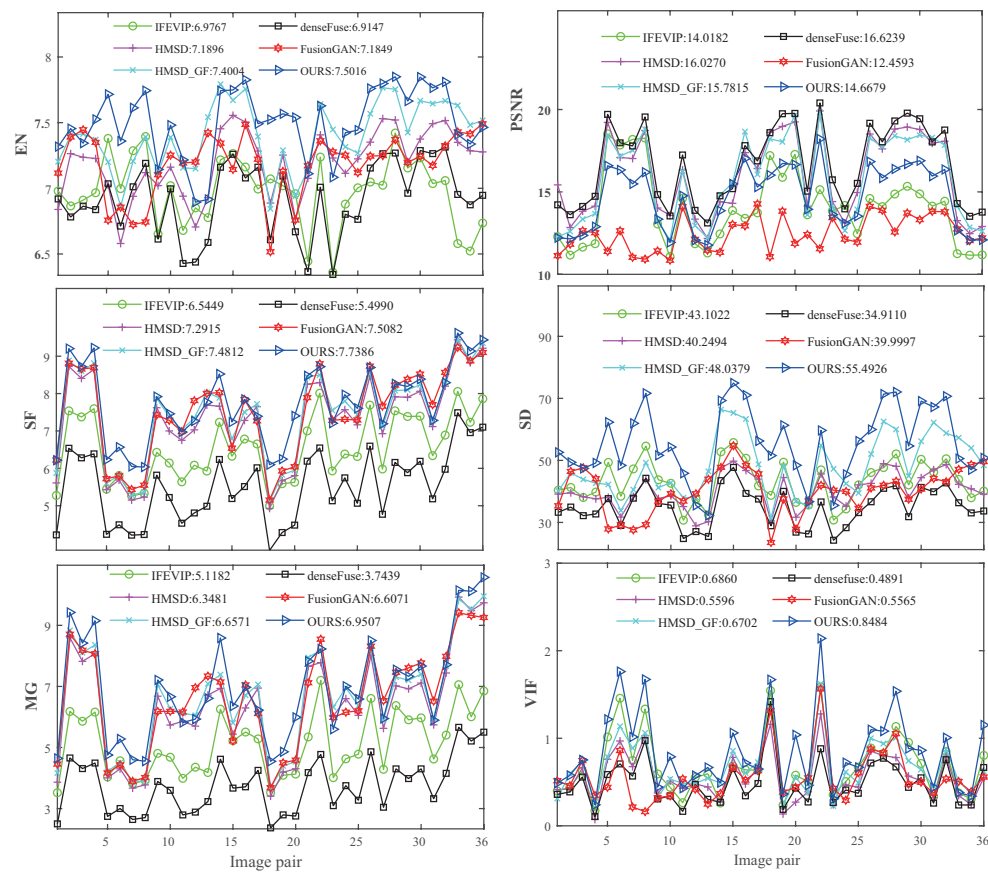 IFEVIP:6.9767 denseFuse:6.9147
HMSD:7.1896 FusionGAN:7.1849
HMSD_GF:7.4004 OURS:7.5016
EN
8
7.5
7
6.5
IFEVIP:14.0182 denseFuse:16.6239
HMSD:16.0270 FusionGAN:12.4593
HMSD_GF:15.7815 OURS:14.6679
PSNR
20
15
10
IFEVIP:6.5449 denseFuse:5.4990
HMSD:7.2915 FusionGAN:7.5082
HMSD_GF:7.4812 OURS:7.7386
SF
9
8
7
6
5
IFEVIP:43.1022 denseFuse:34.9110
HMSD:40.2494 FusionGAN:39.9997
HMSD_GF:48.0379 OURS:55.4926
SD
90
70
50
30
IFEVIP:5.1182 denseFuse:3.7439
HMSD:6.3481 FusionGAN:6.6071
HMSD_GF:6.6571 OURS:6.9507
MG
9
7
5
3
5 10 15 20 25 30 36
Image pair
IFEVIP:0.6860 densefuse:0.4891
HMSD:0.5596 FusionGAN:0.5565
HMSD_GF:0.6702 OURS:0.8484
VIF
3
2
1
0
5 10 15 20 25 30 36
Image pair